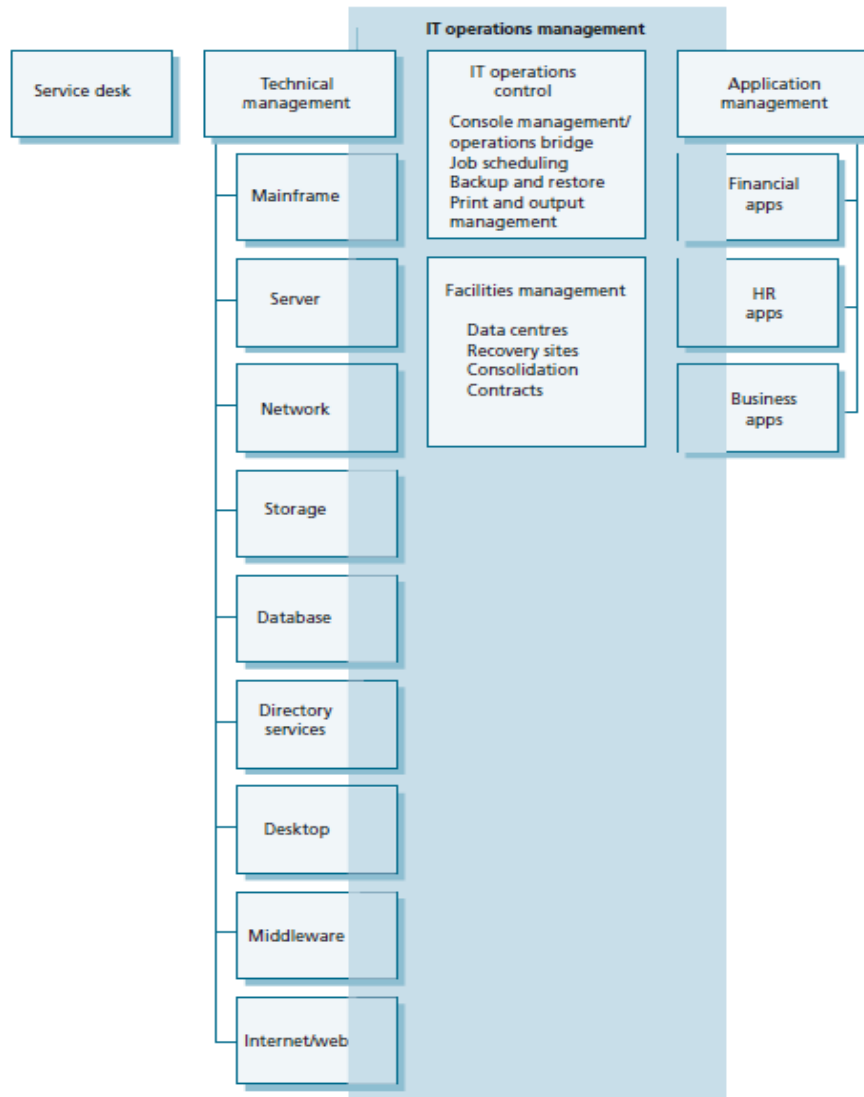 IT operations management
Service desk
Technical
management
Mainframe
Server
Network
Storage
Database
Directory
services
Desktop
Middleware
Internet/web
IT operations
control
Console management/
operations bridge
Job scheduling
Backup and restore
Print and output
management
Facilities management
Data centres
Recovery sites
Consolidation
Contracts
Application
management
Financial
apps
HR
apps
Business
apps